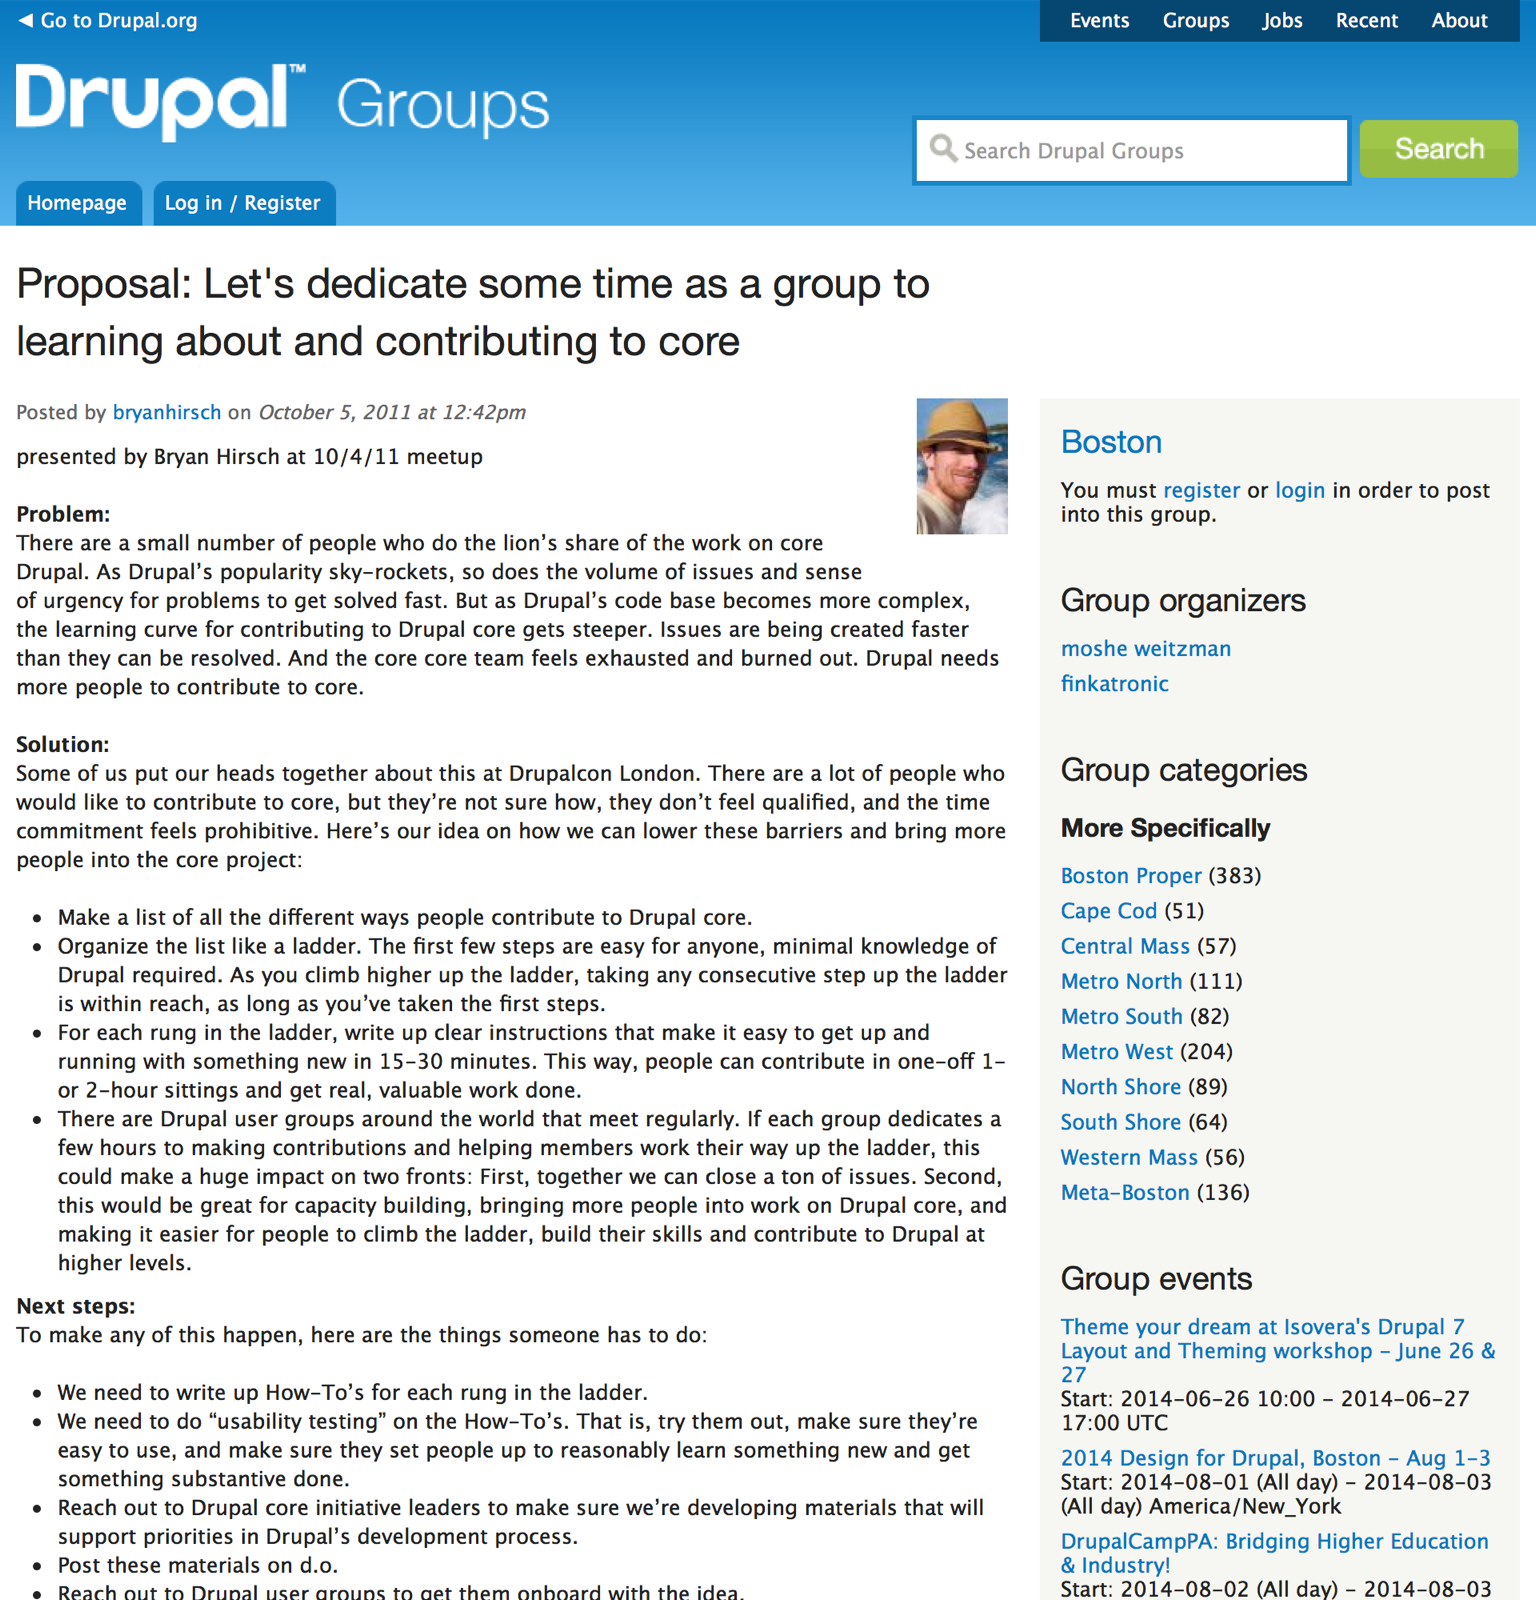 ◀ Go to Drupal.org
Events Groups Jobs Recent About
Drupal™ Groups
Search Drupal Groups
Search
Homepage
Log in / Register
Proposal: Let's dedicate some time as a group to
learning about and contributing to core
Posted by bryanhirsch on October 5, 2011 at 12:42pm
presented by Bryan Hirsch at 10/4/11 meetup
Problem:
There are a small number of people who do the lion’s share of the work on core
Drupal. As Drupal’s popularity sky-rockets, so does the volume of issues and sense
of urgency for problems to get solved fast. But as Drupal’s code base becomes more complex,
the learning curve for contributing to Drupal core gets steeper. Issues are being created faster
than they can be resolved. And the core core team feels exhausted and burned out. Drupal needs
more people to contribute to core.
Solution:
Some of us put our heads together about this at Drupalcon London. There are a lot of people who
would like to contribute to core, but they’re not sure how, they don’t feel qualified, and the time
commitment feels prohibitive. Here’s our idea on how we can lower these barriers and bring more
people into the core project:
• Make a list of all the different ways people contribute to Drupal core.
• Organize the list like a ladder. The first few steps are easy for anyone, minimal knowledge of
Drupal required. As you climb higher up the ladder, taking any consecutive step up the ladder
is within reach, as long as you’ve taken the first steps.
• For each rung in the ladder, write up clear instructions that make it easy to get up and
running with something new in 15-30 minutes. This way, people can contribute in one-off 1-
or 2-hour sittings and get real, valuable work done.
• There are Drupal user groups around the world that meet regularly. If each group dedicates a
few hours to making contributions and helping members work their way up the ladder, this
could make a huge impact on two fronts: First, together we can close a ton of issues. Second,
this would be great for capacity building, bringing more people into work on Drupal core, and
making it easier for people to climb the ladder, build their skills and contribute to Drupal at
higher levels.
Next steps:
To make any of this happen, here are the things someone has to do:
• We need to write up How-To’s for each rung in the ladder.
• We need to do “usability testing” on the How-To’s. That is, try them out, make sure they’re
easy to use, and make sure they set people up to reasonably learn something new and get
something substantive done.
• Reach out to Drupal core initiative leaders to make sure we’re developing materials that will
support priorities in Drupal’s development process.
• Post these materials on d.o.
• Reach out to Drupal user groups to get them onboard with the idea.
Boston
You must register or login in order to post
into this group.
Group organizers
moshe weitzman
finkatronic
Group categories
More Specifically
Boston Proper (383)
Cape Cod (51)
Central Mass (57)
Metro North (111)
Metro South (82)
Metro West (204)
North Shore (89)
South Shore (64)
Western Mass (56)
Meta-Boston (136)
Group events
Theme your dream at Isovera's Drupal 7
Layout and Theming workshop - June 26 &
27
Start: 2014-06-26 10:00 - 2014-06-27
17:00 UTC
2014 Design for Drupal, Boston - Aug 1-3
Start: 2014-08-01 (All day) - 2014-08-03
(All day) America/New_York
DrupalCampPA: Bridging Higher Education
& Industry!
Start: 2014-08-02 (All day) - 2014-08-03